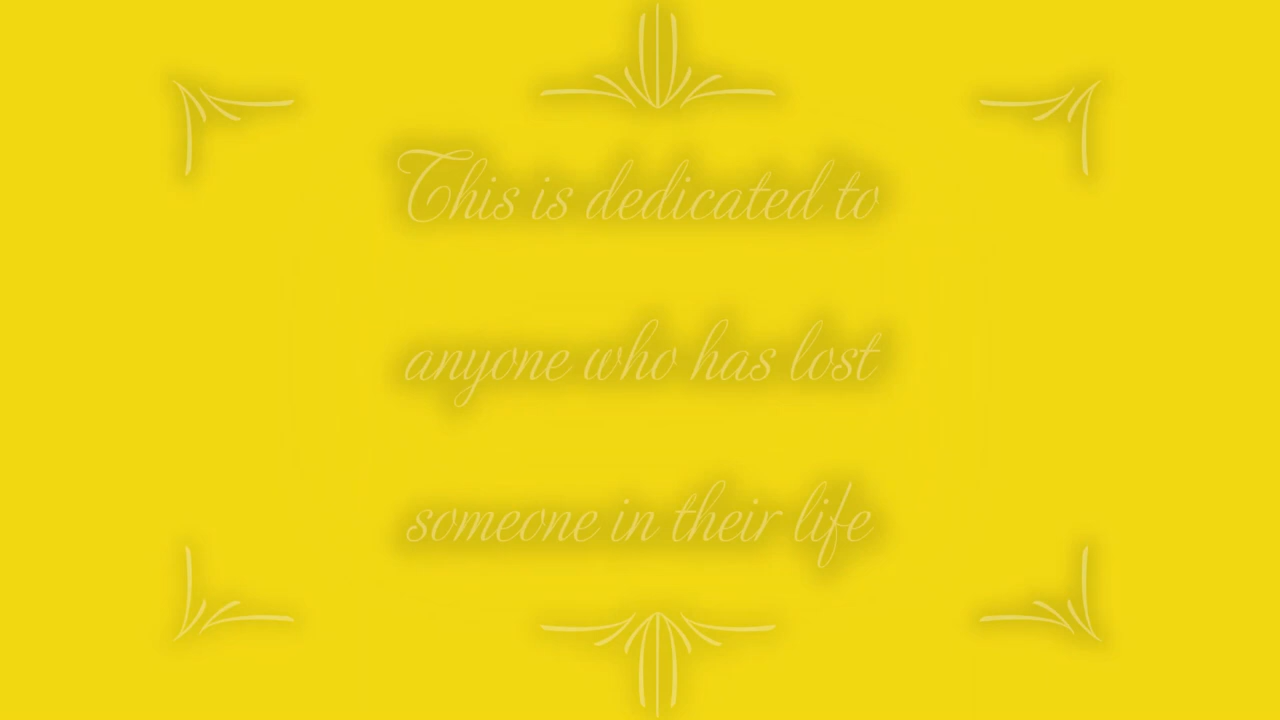 This is dedicated to
anyone who has lost
someone in their life